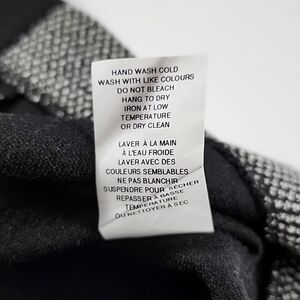 HAND WASH COLD
WASH WITH LIKE COLOURS
DO NOT BLEACH
HANG TO DRY
IRON AT LOW
TEMPERATURE
OR DRY CLEAN
LAVER À LA MAIN
À L'EAU FROIDE
LAVER AVEC DES
COULEURS SEMBLABLES
NE PAS BLANCHIR
SUSPENDRE POUR SÉCHER
REPASSER À BASSE
TEMPÉRATURE
OU NETTOYER À SEC